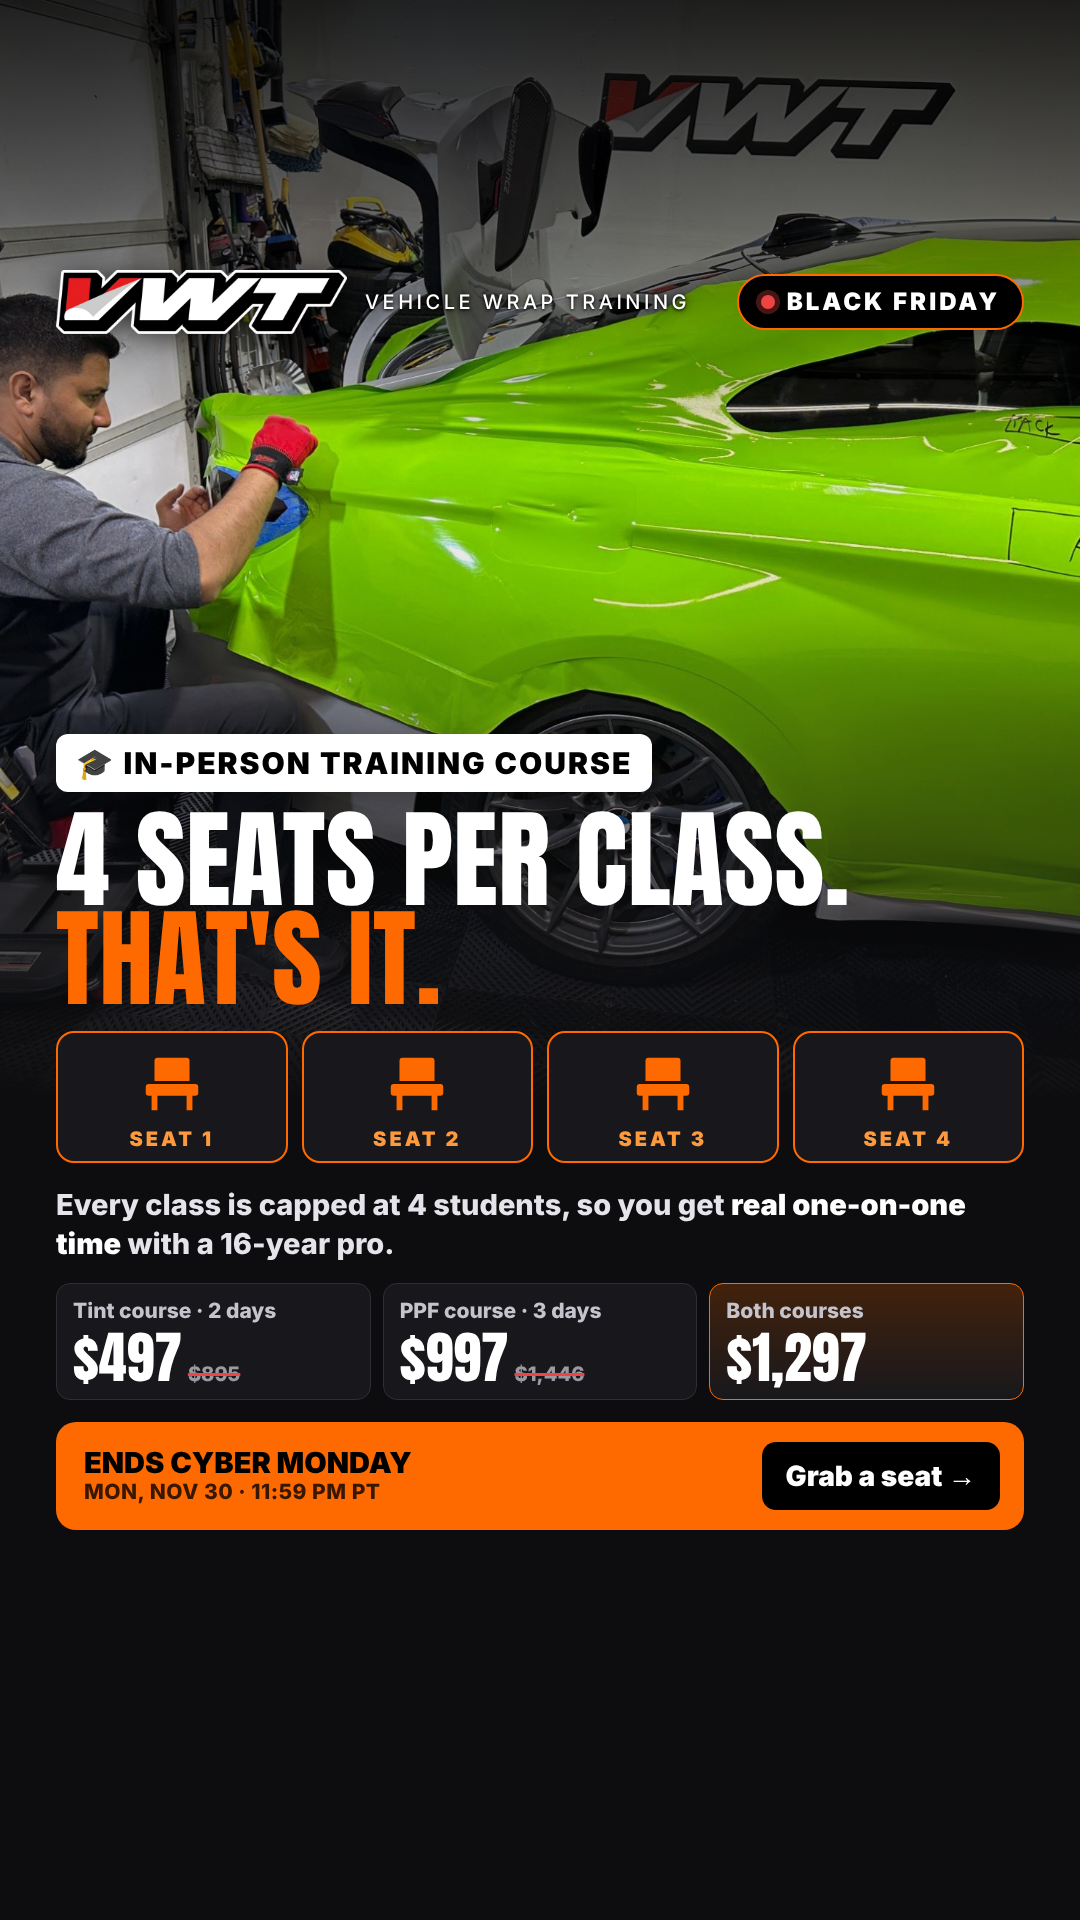 VWT
VWT VEHICLE WRAP TRAINING
BLACK FRIDAY
🎓 IN-PERSON TRAINING COURSE
4 SEATS PER CLASS.
THAT'S IT.
SEAT 1
SEAT 2
SEAT 3
SEAT 4
Every class is capped at 4 students, so you get real one-on-one
time with a 16-year pro.
Tint course · 2 days
$497 $895
PPF course · 3 days
$997 $1,446
Both courses
$1,297
ENDS CYBER MONDAY
MON, NOV 30 · 11:59 PM PT
Grab a seat →